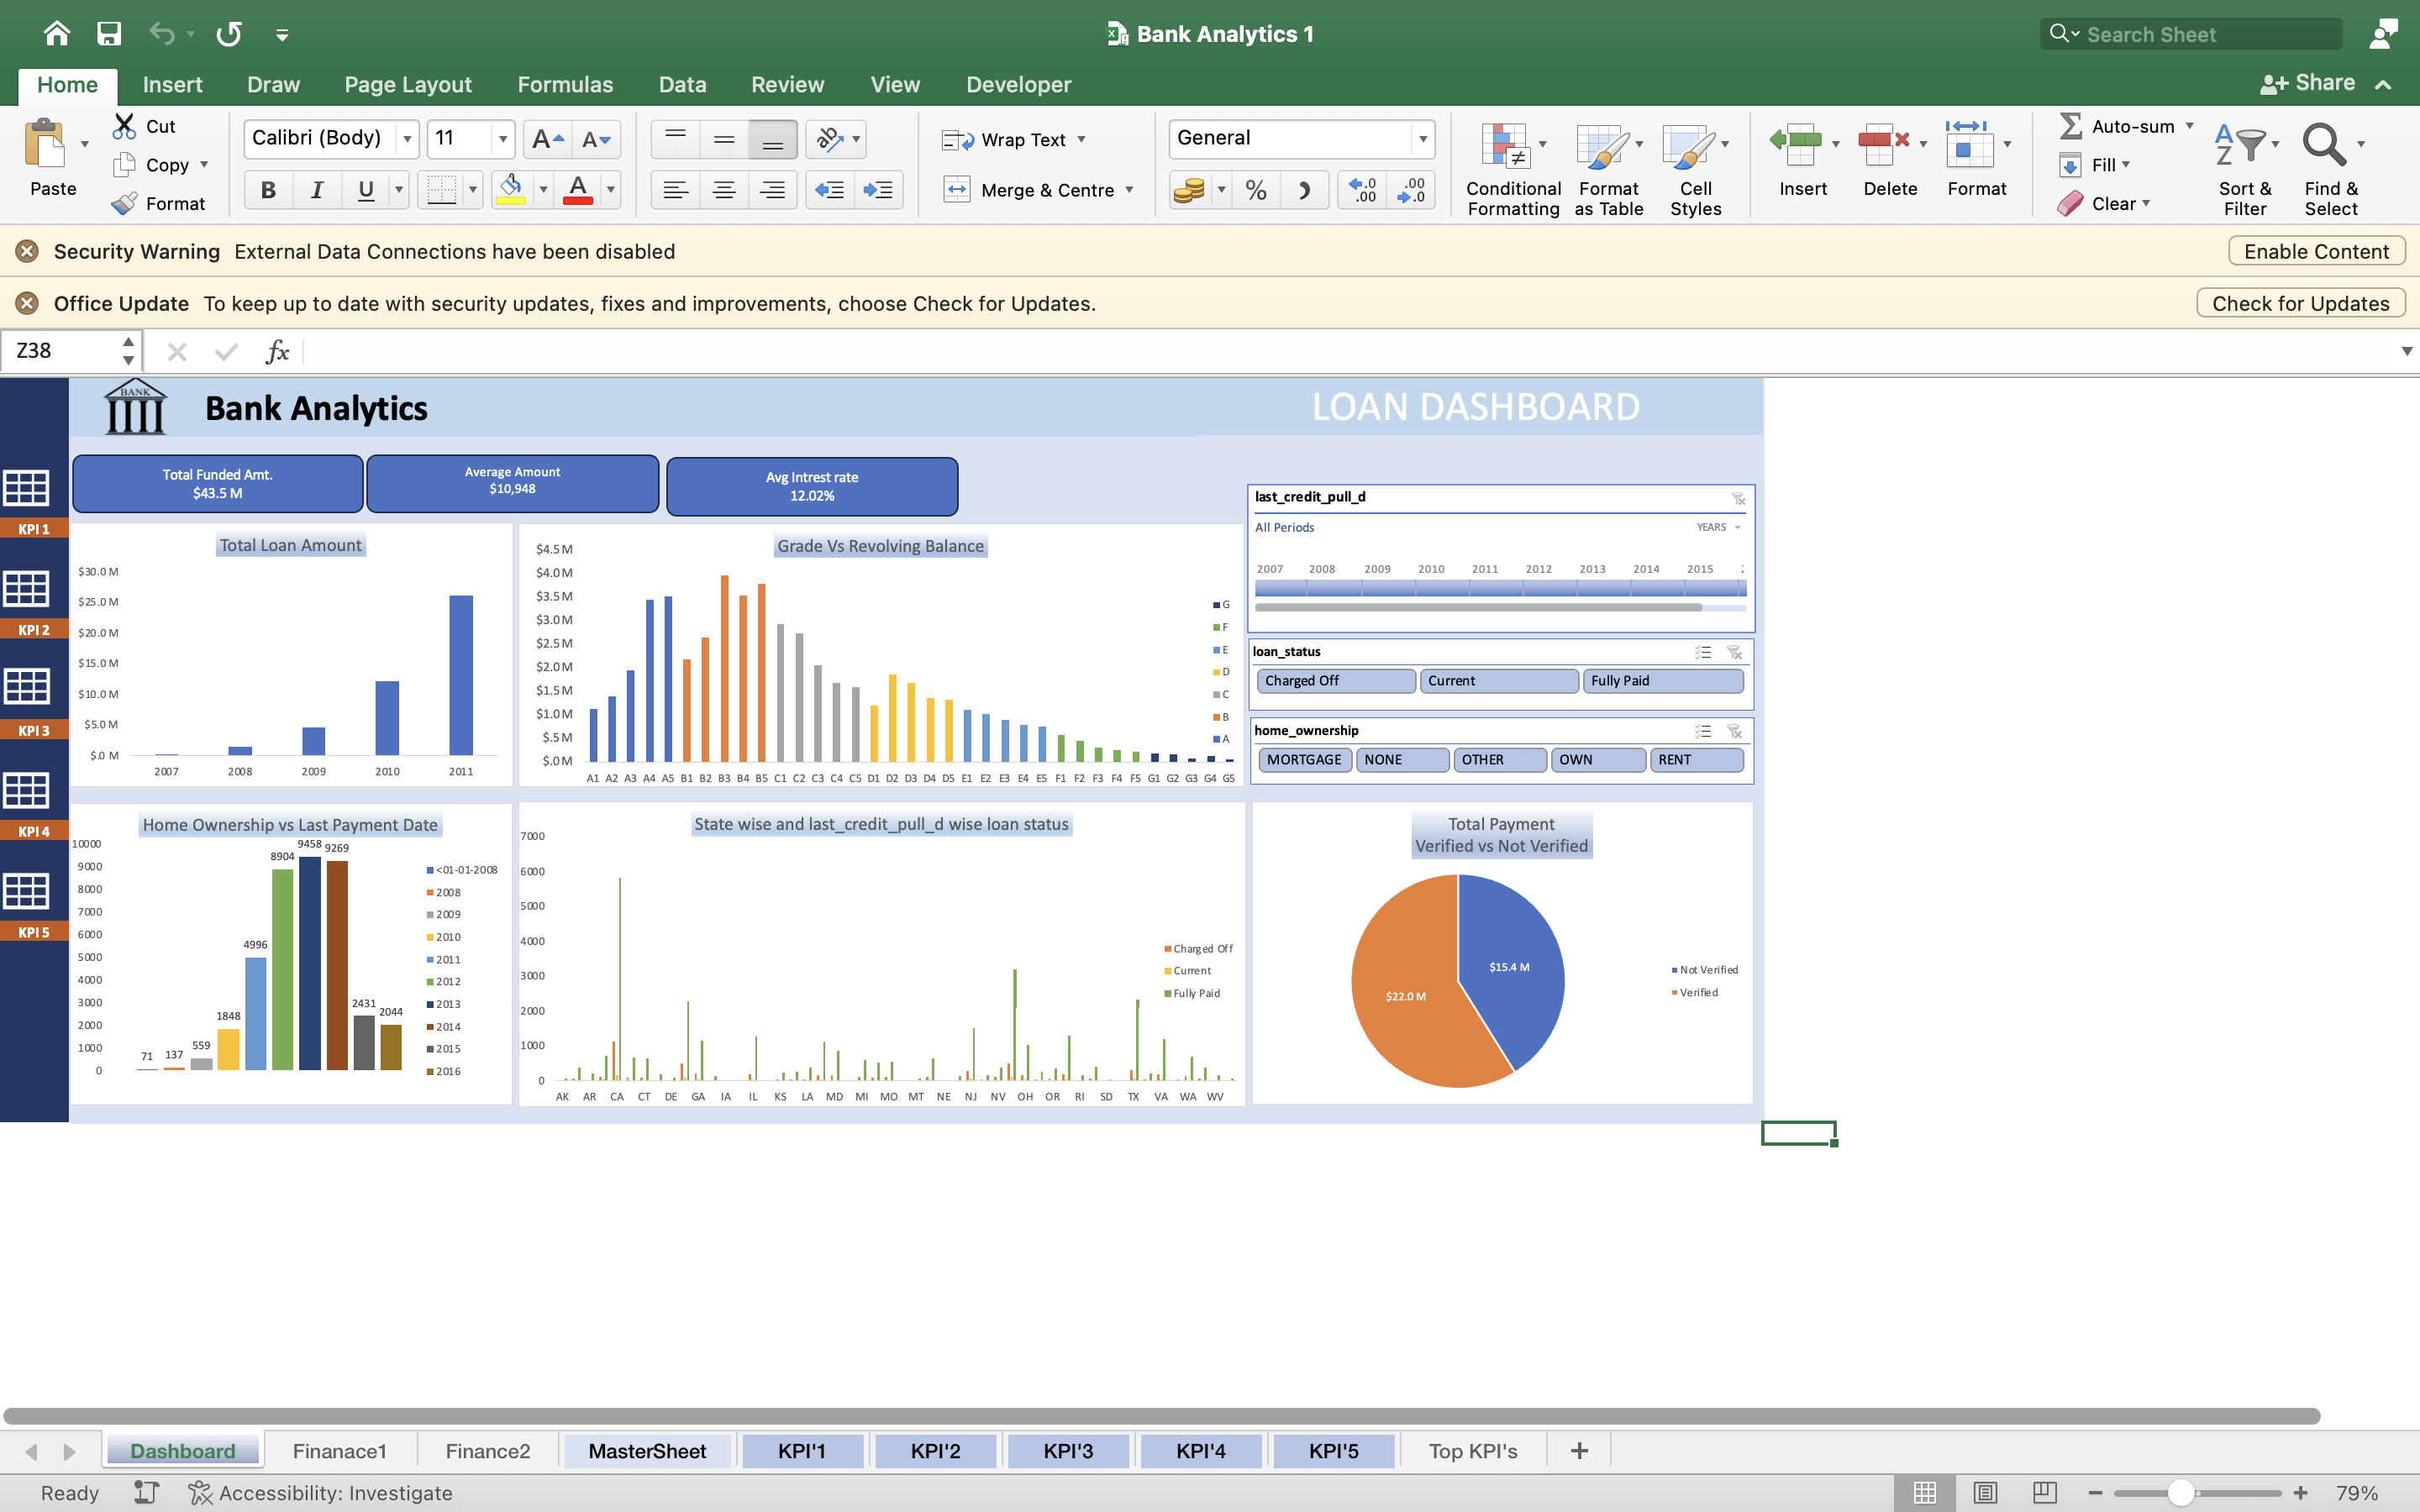 Bank Analytics 1
Search Sheet
Home Insert Draw Page Layout Formulas Data Review View Developer Share
Paste
Cut
Copy
Format
Calibri (Body) 11
B I U
Wrap Text
Merge & Centre
General
Conditional Formatting
Format as Table
Cell Styles
Insert
Delete
Format
Auto-sum
Fill
Clear
Sort & Filter
Find & Select
Security Warning External Data Connections have been disabled Enable Content
Office Update To keep up to date with security updates, fixes and improvements, choose Check for Updates. Check for Updates
Z38 fx
BANK
Bank Analytics
LOAN DASHBOARD
KPI 1
KPI 2
KPI 3
KPI 4
KPI 5
Total Funded Amt.
$43.5 M
Average Amount
$10,948
Avg Intrest rate
12.02%
Total Loan Amount
$30.0 M
$25.0 M
$20.0 M
$15.0 M
$10.0 M
$5.0 M
$.0 M
2007 2008 2009 2010 2011
Grade Vs Revolving Balance
$4.5 M
$4.0 M
$3.5 M
$3.0 M
$2.5 M
$2.0 M
$1.5 M
$1.0 M
$.5 M
$.0 M
A1 A2 A3 A4 A5 B1 B2 B3 B4 B5 C1 C2 C3 C4 C5 D1 D2 D3 D4 D5 E1 E2 E3 E4 E5 F1 F2 F3 F4 F5 G1 G2 G3 G4 G5
G
F
E
D
C
B
A
last_credit_pull_d
All Periods YEARS
2007 2008 2009 2010 2011 2012 2013 2014 2015
loan_status
Charged Off Current Fully Paid
home_ownership
MORTGAGE NONE OTHER OWN RENT
Home Ownership vs Last Payment Date
10000
9000
8000
7000
6000
5000
4000
3000
2000
1000
0
71 137 559 1848 4996 8904 9458 9269 2431 2044
<01-01-2008
2008
2009
2010
2011
2012
2013
2014
2015
2016
State wise and last_credit_pull_d wise loan status
7000
6000
5000
4000
3000
2000
1000
0
AK AR CA CT DE GA IA IL KS LA MD MI MO MT NE NJ NV OH OR RI SD TX VA WA WV
Charged Off
Current
Fully Paid
Total Payment
Verified vs Not Verified
$15.4 M
$22.0 M
Not Verified
Verified
Dashboard Finanace1 Finance2 MasterSheet KPI'1 KPI'2 KPI'3 KPI'4 KPI'5 Top KPI's
Ready Accessibility: Investigate 79%